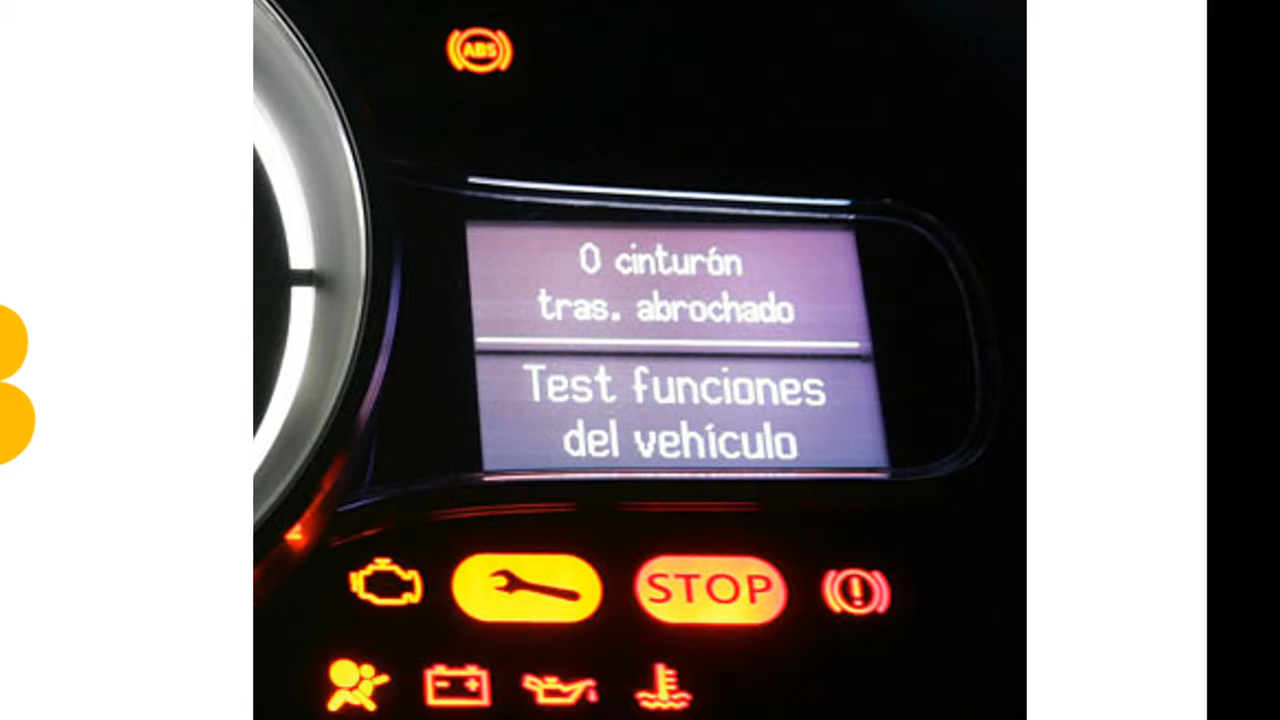 ABS
0 cinturón
tras. abrochado
Test funciones
del vehículo
STOP